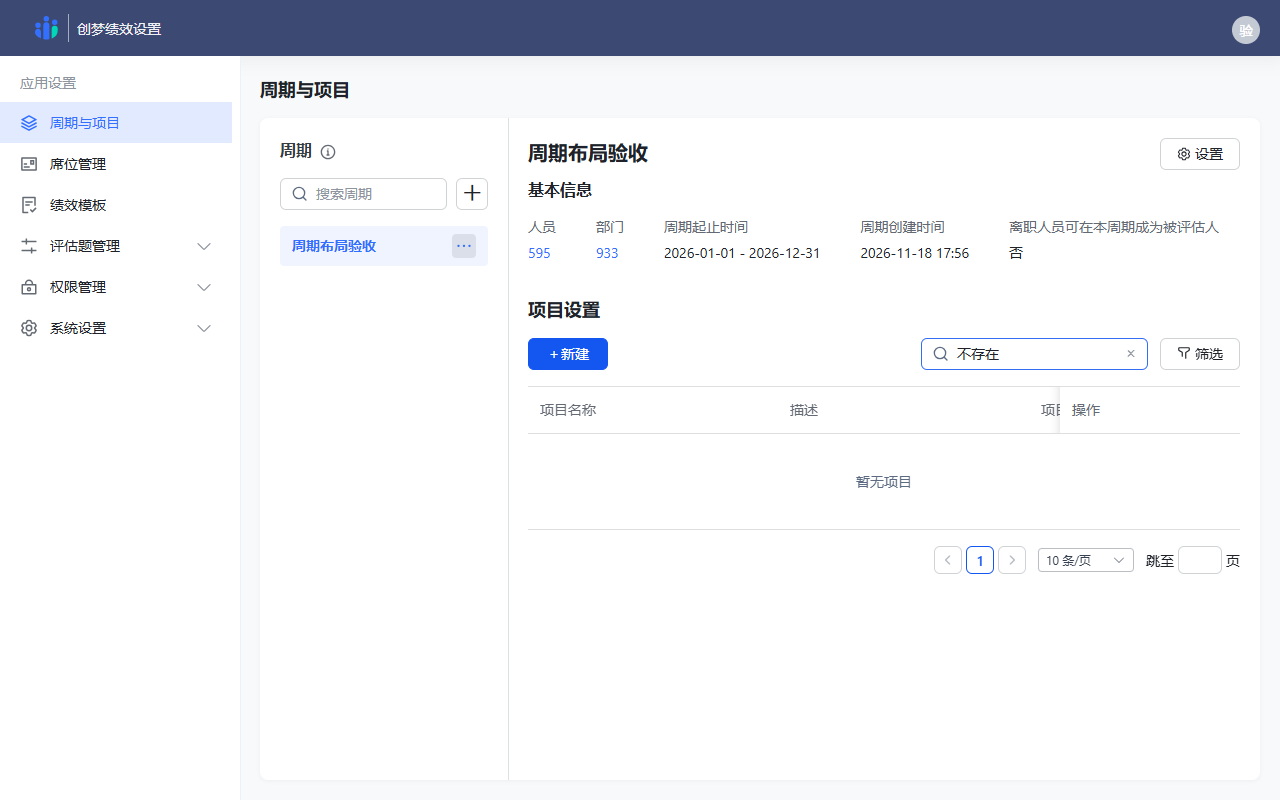 创梦绩效设置
验
应用设置
周期与项目
席位管理
绩效模板
评估题管理
权限管理
系统设置
周期与项目
周期
搜索周期
周期布局验收
周期布局验收
设置
基本信息
人员 部门 周期起止时间 周期创建时间 离职人员可在本周期成为被评估人
595 933 2026-01-01 - 2026-12-31 2026-11-18 17:56 否
项目设置
+ 新建
不存在
筛选
项目名称 描述 项目 操作
暂无项目
1 10 条/页 跳至 页